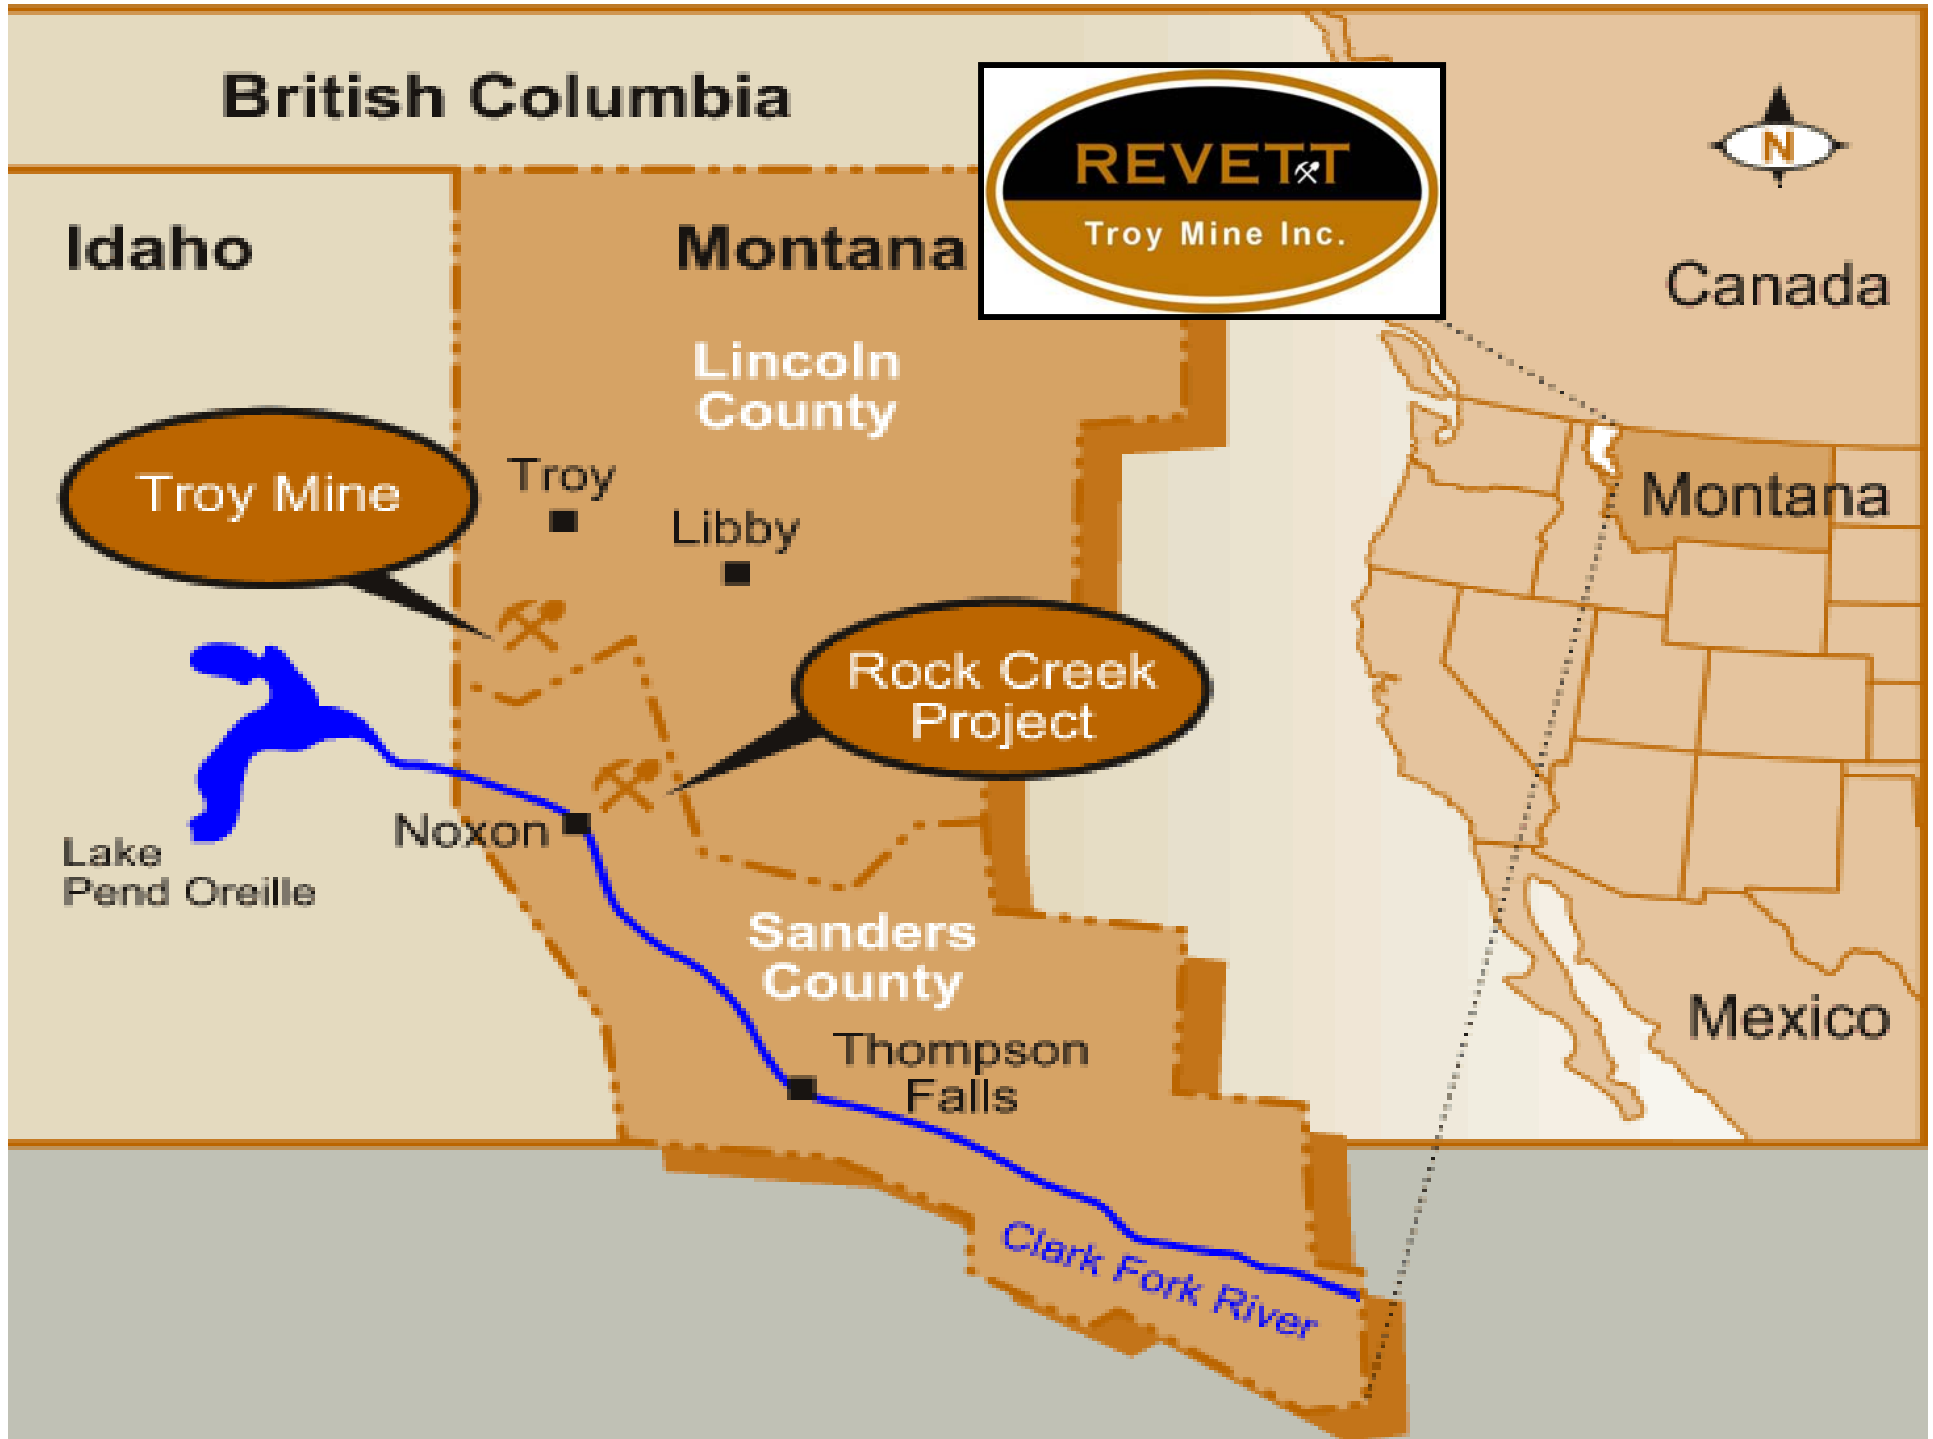 British Columbia
REVETT
Troy Mine Inc.
N
Idaho
Montana
Canada
Lincoln
County
Troy Mine
Troy
Libby
Montana
Rock Creek
Project
Noxon
Lake
Pend Oreille
Sanders
County
Mexico
Thompson
Falls
Clark Fork River